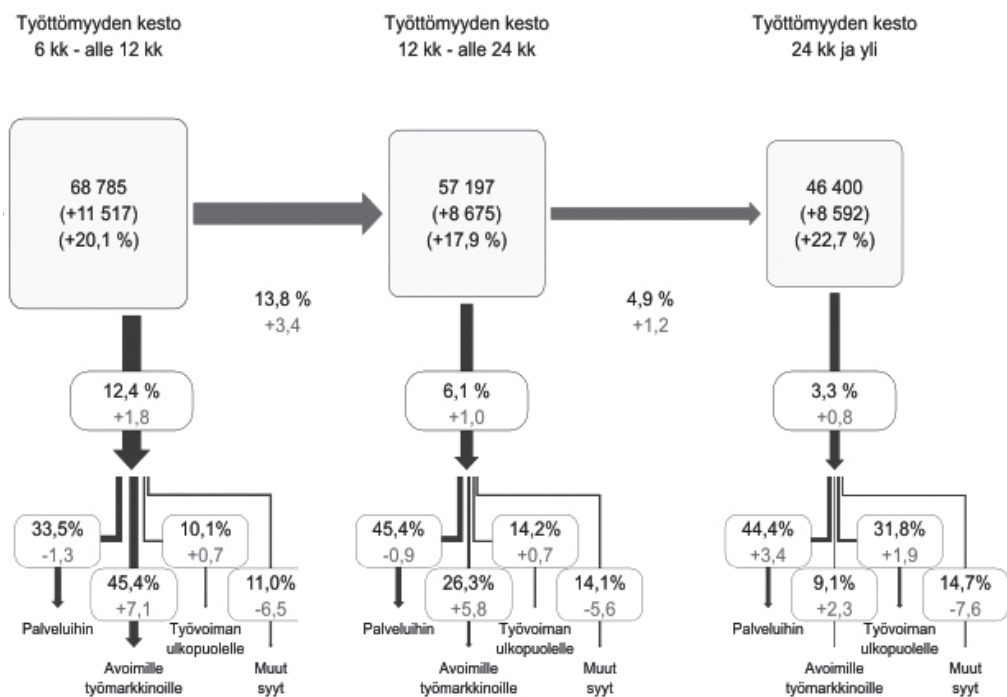 Työttömyyden kesto
6 kk - alle 12 kk
Työttömyyden kesto
12 kk - alle 24 kk
Työttömyyden kesto
24 kk ja yli
68 785
(+11 517)
(+20,1 %)
57 197
(+8 675)
(+17,9 %)
46 400
(+8 592)
(+22,7 %)
13,8 %
+3,4
4,9 %
+1,2
12,4 %
+1,8
6,1 %
+1,0
3,3 %
+0,8
33,5%
-1,3
10,1%
+0,7
45,4%
+7,1
11,0%
-6,5
Palveluihin
Työvoiman
ulkopuolelle
Avoimille
työmarkkinoille
Muut
syyt
45,4%
-0,9
14,2%
+0,7
26,3%
+5,8
14,1%
-5,6
Palveluihin
Työvoiman
ulkopuolelle
Avoimille
työmarkkinoille
Muut
syyt
44,4%
+3,4
31,8%
+1,9
9,1%
+2,3
14,7%
-7,6
Palveluihin
Työvoiman
ulkopuolelle
Avoimille
työmarkkinoille
Muut
syyt